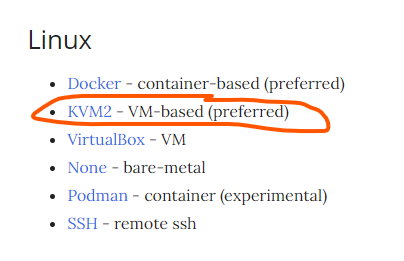 Linux
Docker - container-based (preferred)
KVM2 - VM-based (preferred)
VirtualBox - VM
None - bare-metal
Podman - container (experimental)
SSH - remote ssh